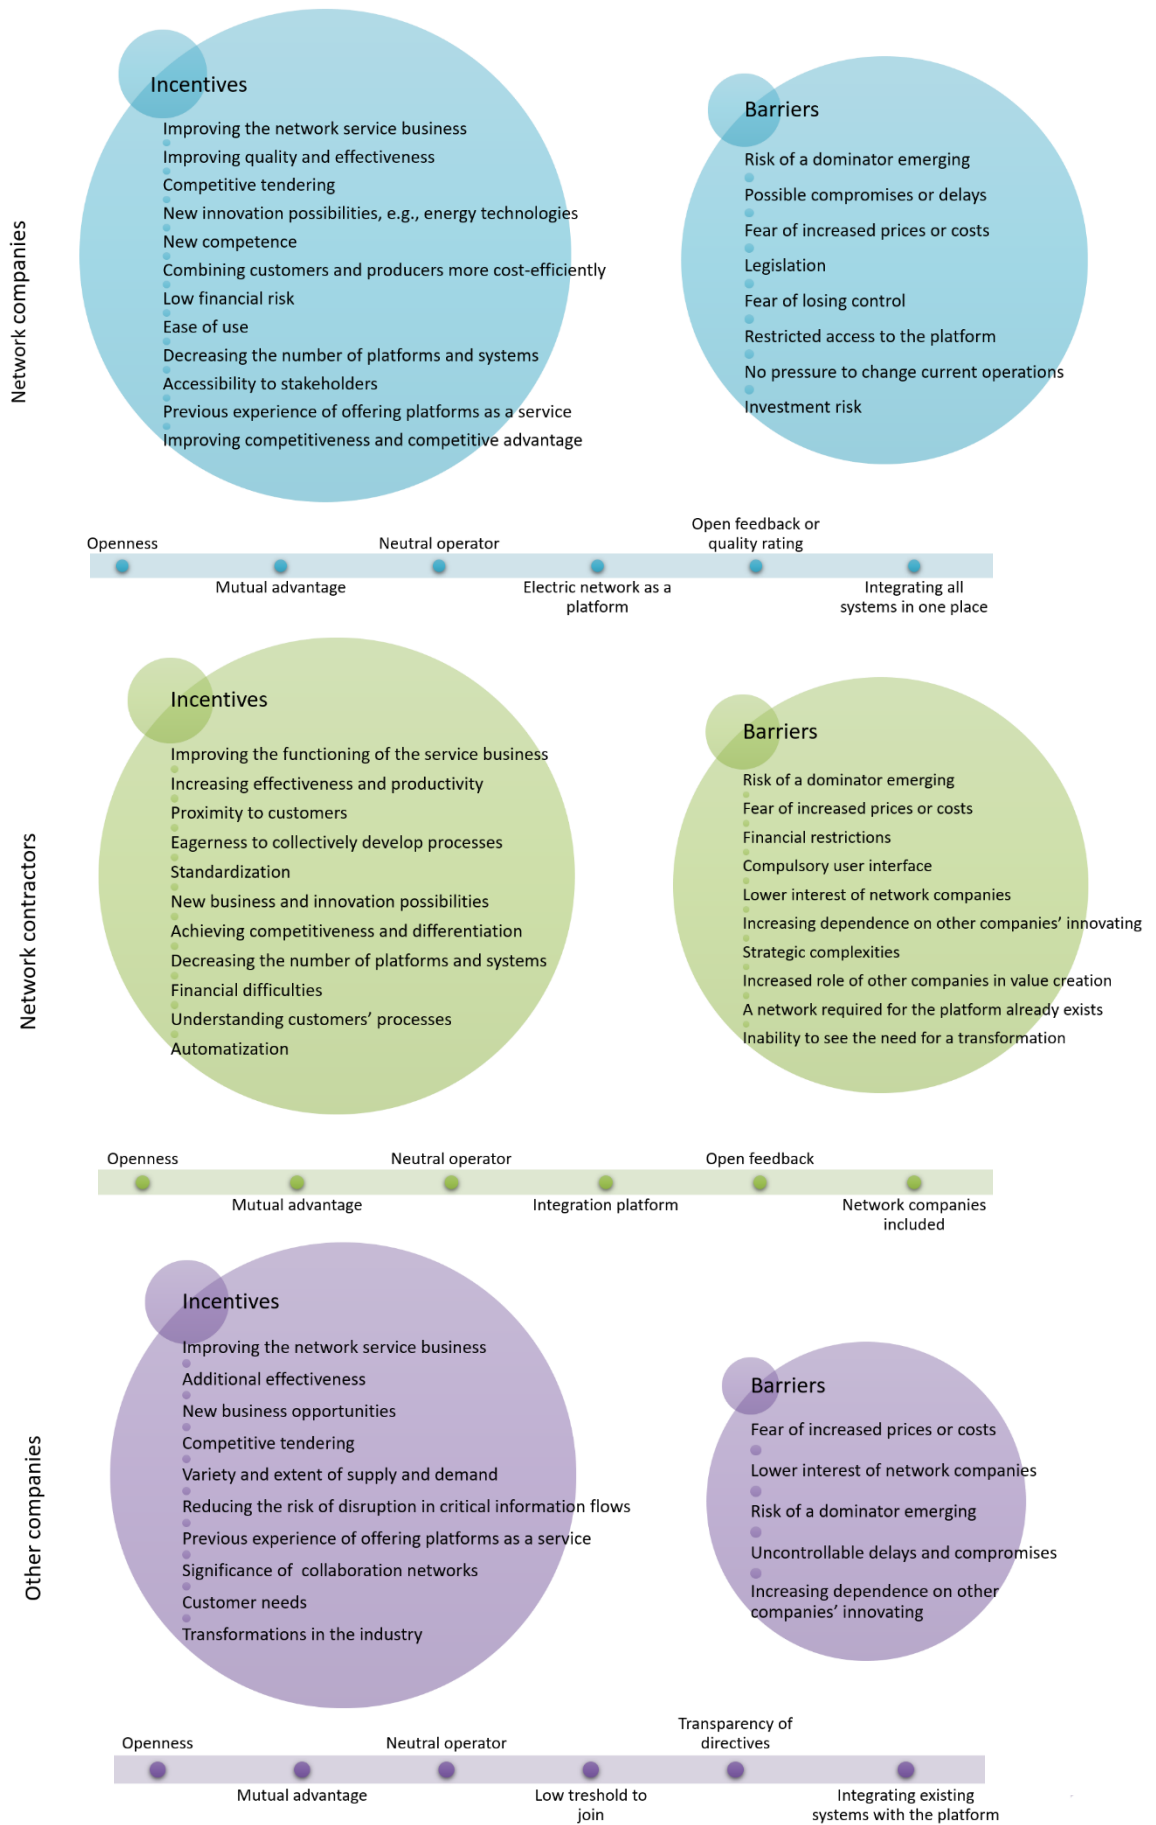 Network companies
Incentives
Improving the network service business
Improving quality and effectiveness
Competitive tendering
New innovation possibilities, e.g., energy technologies
New competence
Combining customers and producers more cost-efficiently
Low financial risk
Ease of use
Decreasing the number of platforms and systems
Accessibility to stakeholders
Previous experience of offering platforms as a service
Improving competitiveness and competitive advantage
Barriers
Risk of a dominator emerging
Possible compromises or delays
Fear of increased prices or costs
Legislation
Fear of losing control
Restricted access to the platform
No pressure to change current operations
Investment risk
Openness
Mutual advantage
Neutral operator
Electric network as a
platform
Open feedback or
quality rating
Integrating all
systems in one place
Network contractors
Incentives
Improving the functioning of the service business
Increasing effectiveness and productivity
Proximity to customers
Eagerness to collectively develop processes
Standardization
New business and innovation possibilities
Achieving competitiveness and differentiation
Decreasing the number of platforms and systems
Financial difficulties
Understanding customers’ processes
Automatization
Barriers
Risk of a dominator emerging
Fear of increased prices or costs
Financial restrictions
Compulsory user interface
Lower interest of network companies
Increasing dependence on other companies’ innovating
Strategic complexities
Increased role of other companies in value creation
A network required for the platform already exists
Inability to see the need for a transformation
Openness
Mutual advantage
Neutral operator
Integration platform
Open feedback
Network companies
included
Other companies
Incentives
Improving the network service business
Additional effectiveness
New business opportunities
Competitive tendering
Variety and extent of supply and demand
Reducing the risk of disruption in critical information flows
Previous experience of offering platforms as a service
Significance of  collaboration networks
Customer needs
Transformations in the industry
Barriers
Fear of increased prices or costs
Lower interest of network companies
Risk of a dominator emerging
Uncontrollable delays and compromises
Increasing dependence on other
companies’ innovating
Openness
Mutual advantage
Neutral operator
Low treshold to
join
Transparency of
directives
Integrating existing
systems with the platform